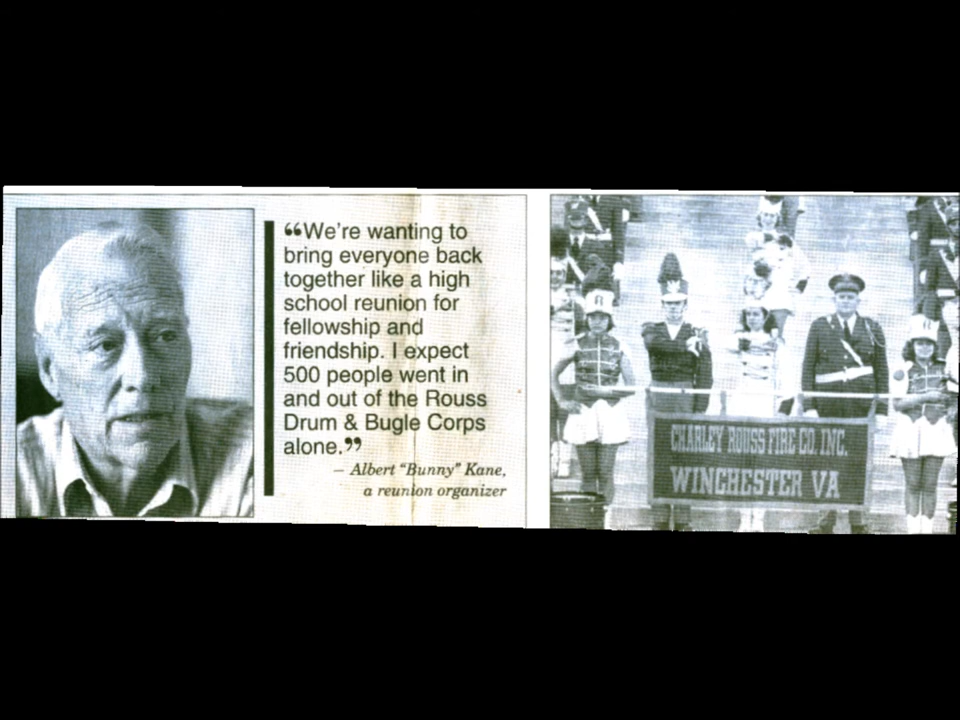 “We’re wanting to
bring everyone back
together like a high
school reunion for
fellowship and
friendship. I expect
500 people went in
and out of the Rouss
Drum & Bugle Corps
alone.”
– Albert “Bunny” Kane,
a reunion organizer
CHARLEY ROUSS FIRE CO. INC.
WINCHESTER VA